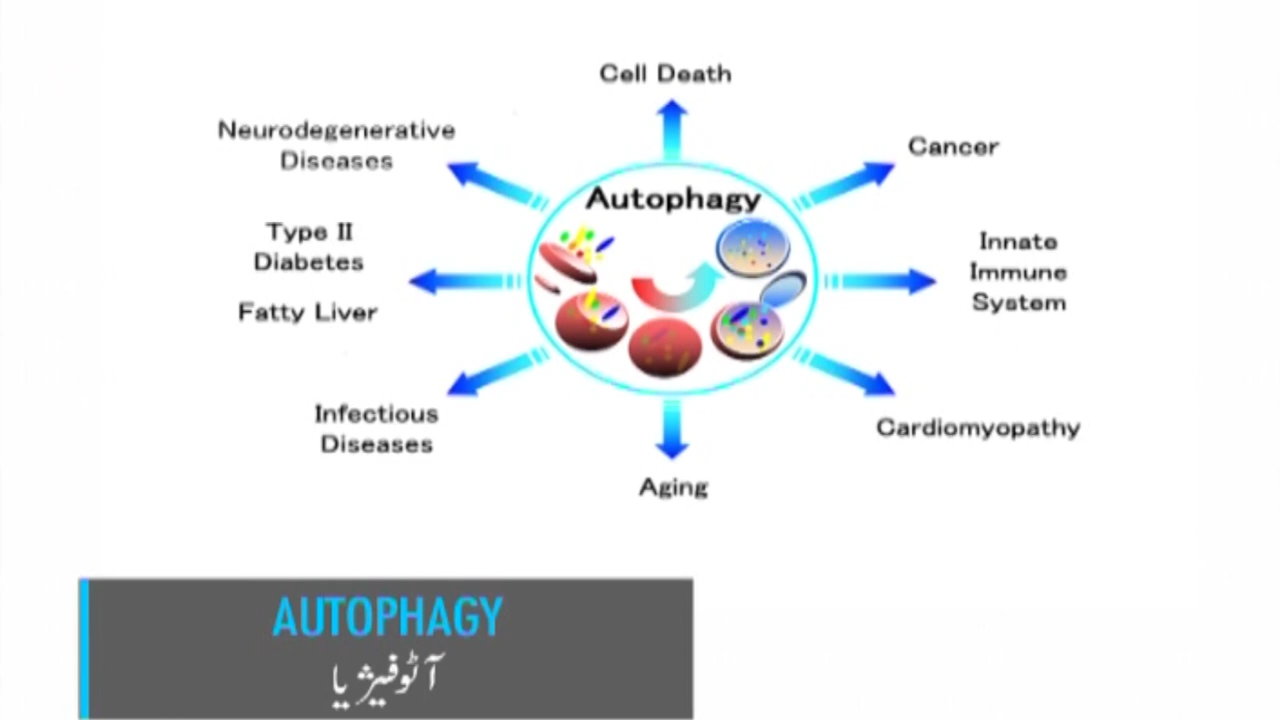 Cell Death
Neurodegenerative
Diseases
Cancer
Autophagy
Type II
Diabetes
Fatty Liver
Innate
Immune
System
Infectious
Diseases
Cardiomyopathy
Aging
AUTOPHAGY
آٹوفیژیا